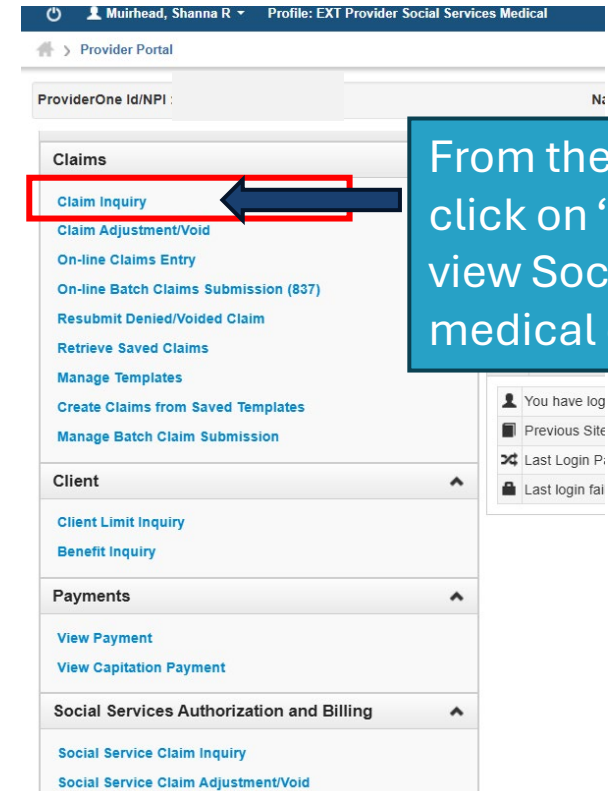 Muirhead, Shanna R Profile: EXT Provider Social Services Medical
> Provider Portal
ProviderOne Id/NPI :
Claims
Claim Inquiry
Claim Adjustment/Void
On-line Claims Entry
On-line Batch Claims Submission (837)
Resubmit Denied/Voided Claim
Retrieve Saved Claims
Manage Templates
Create Claims from Saved Templates
Manage Batch Claim Submission
Client
Client Limit Inquiry
Benefit Inquiry
Payments
View Payment
View Capitation Payment
Social Services Authorization and Billing
Social Service Claim Inquiry
Social Service Claim Adjustment/Void
From the
click on ‘
view Soc
medical
You have log
Previous Site
Last Login Pa
Last login fai